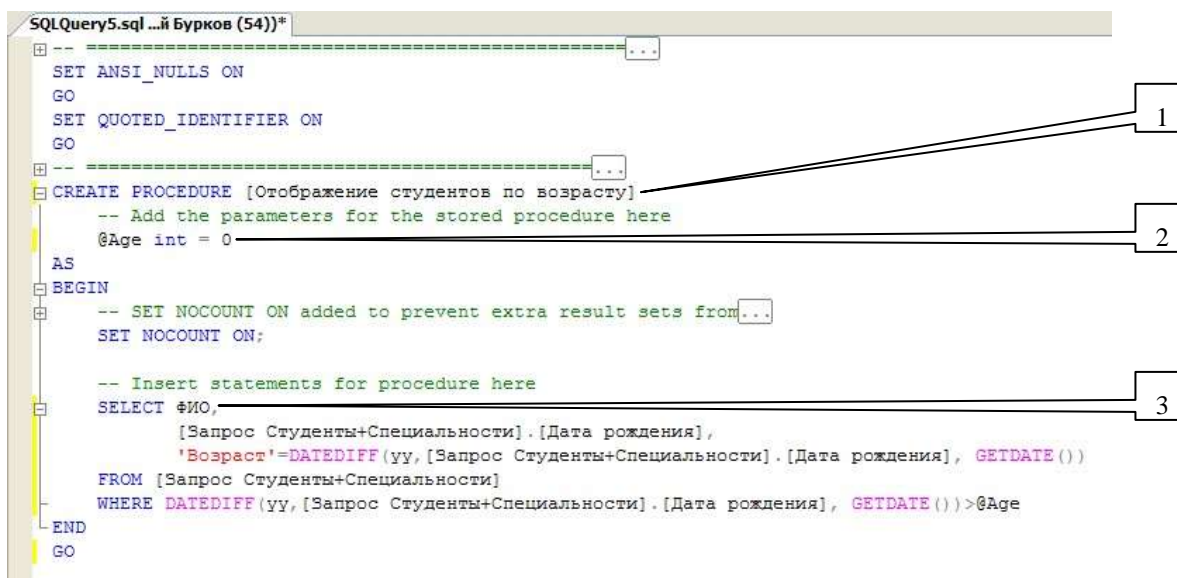 SQLQuery5.sql ...й Бурков (54))*
-- ============================================================...
SET ANSI_NULLS ON
GO
SET QUOTED_IDENTIFIER ON
GO
1
-- ========================================================...
CREATE PROCEDURE [Отображение студентов по возрасту]
-- Add the parameters for the stored procedure here
@Age int = 0
2
AS
BEGIN
-- SET NOCOUNT ON added to prevent extra result sets from...
SET NOCOUNT ON;
-- Insert statements for procedure here
SELECT ФИО,
3
[Запрос Студенты+Специальности].[Дата рождения],
'Возраст'=DATEDIFF(yy,[Запрос Студенты+Специальности].[Дата рождения], GETDATE())
FROM [Запрос Студенты+Специальности]
WHERE DATEDIFF(yy,[Запрос Студенты+Специальности].[Дата рождения], GETDATE())>@Age
END
GO